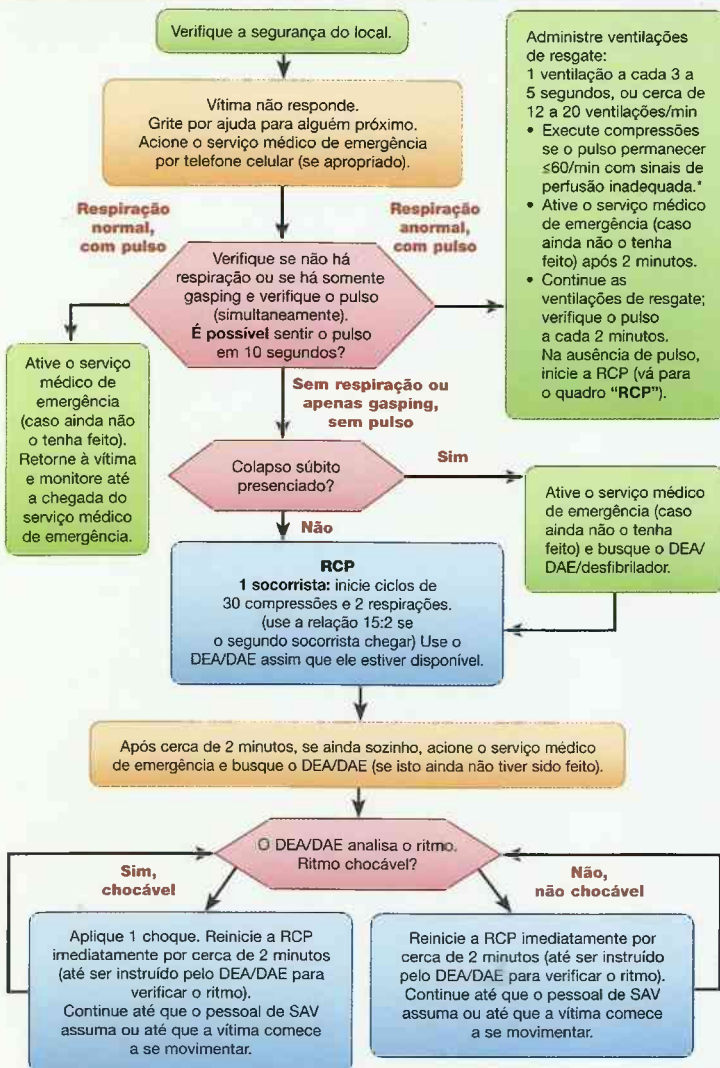 Verifique a segurança do local.
Vítima não responde.
Grite por ajuda para alguém próximo.
Acione o serviço médico de emergência
por telefone celular (se apropriado).
Administre ventilações
de resgate:
1 ventilação a cada 3 a
5 segundos, ou cerca de
12 a 20 ventilações/min
• Execute compressões
se o pulso permanecer
≤60/min com sinais de
perfusão inadequada.*
• Ative o serviço médico
de emergência (caso
ainda não o tenha
feito) após 2 minutos.
• Continue as
ventilações de resgate;
verifique o pulso
a cada 2 minutos.
Na ausência de pulso,
inicie a RCP (vá para
o quadro “RCP”).
Respiração
normal,
com pulso
Respiração
anormal,
com pulso
Verifique se não há
respiração ou se há somente
gasping e verifique o pulso
(simultaneamente).
É possível sentir o pulso
em 10 segundos?
Ative o serviço
médico de
emergência
(caso ainda não
o tenha feito).
Retorne à vítima
e monitore até
a chegada do
serviço médico
de emergência.
Sem respiração ou
apenas gasping,
sem pulso
Colapso súbito
presenciado?
Sim
Não
Ative o serviço médico
de emergência (caso
ainda não o tenha
feito) e busque o DEA/
DAE/desfibrilador.
RCP
1 socorrista: inicie ciclos de
30 compressões e 2 respirações.
(use a relação 15:2 se
o segundo socorrista chegar) Use o
DEA/DAE assim que ele estiver disponível.
Após cerca de 2 minutos, se ainda sozinho, acione o serviço médico
de emergência e busque o DEA/DAE (se isto ainda não tiver sido feito).
O DEA/DAE analisa o ritmo.
Ritmo chocável?
Sim,
chocável
Não,
não chocável
Aplique 1 choque. Reinicie a RCP
imediatamente por cerca de 2 minutos
(até ser instruído pelo DEA/DAE para
verificar o ritmo).
Continue até que o pessoal de SAV
assuma ou até que a vítima comece
a se movimentar.
Reinicie a RCP imediatamente por
cerca de 2 minutos (até ser instruído
pelo DEA/DAE para verificar o ritmo).
Continue até que o pessoal de SAV
assuma ou até que a vítima comece
a se movimentar.